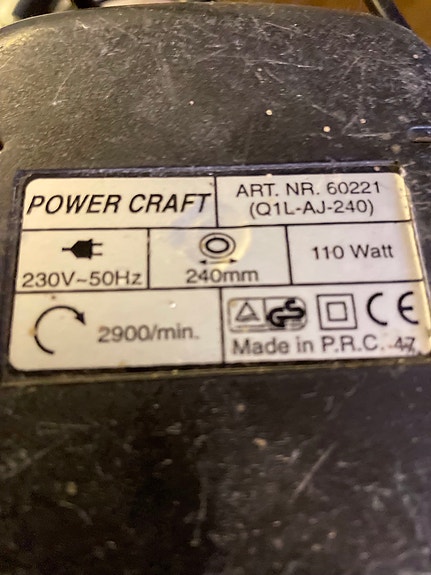 POWER CRAFT
ART. NR. 60221
(Q1L-AJ-240)
230V~50Hz
240mm
110 Watt
2900/min.
GS
CE
Made in P.R.C. 47